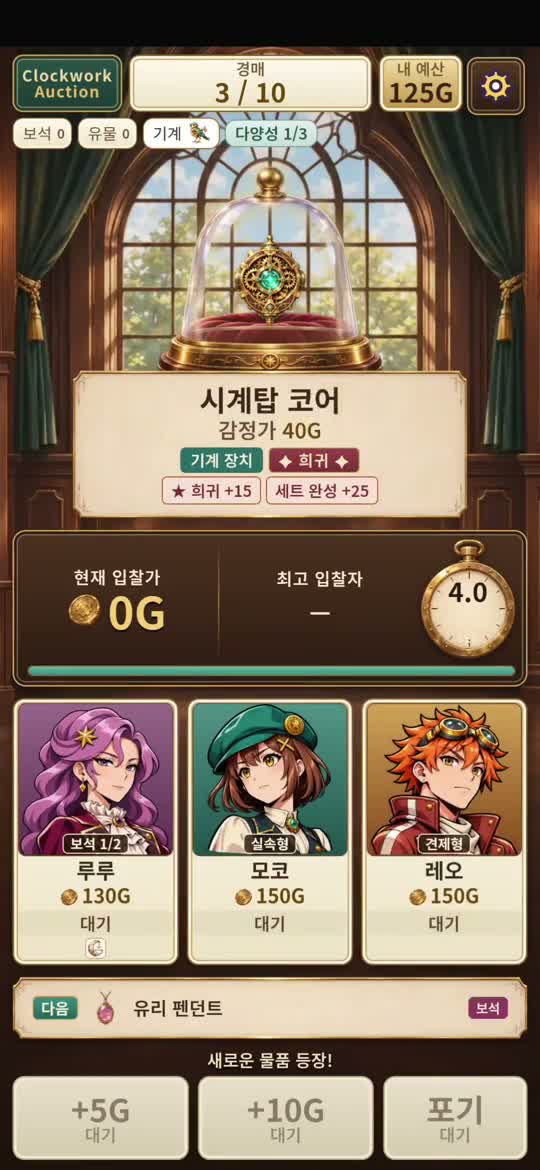 Clockwork
Auction
경매
3 / 10
내 예산
125G
보석 0
유물 0
기계
다양성 1/3
시계탑 코어
감정가 40G
기계 장치
희귀
★ 희귀 +15
세트 완성 +25
현재 입찰가
0G
최고 입찰자
—
4.0
보석 1/2
루루
130G
대기
실속형
모코
150G
대기
견제형
레오
150G
대기
다음
유리 펜던트
보석
새로운 물품 등장!
+5G
대기
+10G
대기
포기
대기